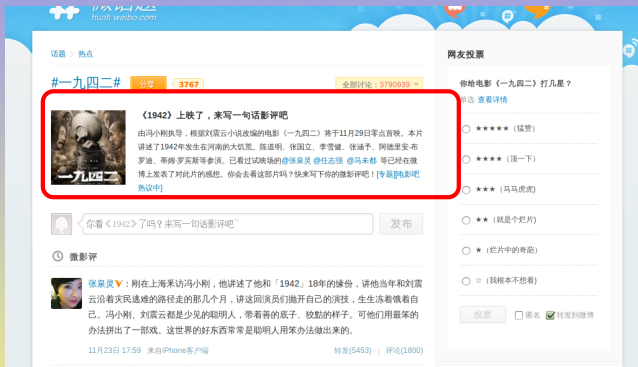 微话题
huati.weibo.com
话题 > 热点
#一九四二#
分享
3767
全部讨论：3790939
《1942》上映了，来写一句话影评吧
由冯小刚执导，根据刘震云小说改编的电影《一九四二》将于11月29日零点首映。本片
讲述了1942年发生在河南的大饥荒。陈道明、张国立、李雪健、张涵予、阿德里安·布
罗迪、蒂姆·罗宾斯等参演。已看过试映场的@张泉灵 @任志强 @马未都 等已经在微
博上发表了对此片的感想。你会去看这部片吗？快来写下你的微影评吧！[专题][电影吧
热议中]
一九四二
你看《1942》了吗？来写一句话影评吧~
发布
微影评
张泉灵：刚在上海采访冯小刚，他讲述了他和「1942」18年的缘份，讲他当年和刘震
云沿着灾民逃难的路径走的那几个月，讲这回演员们抛开自己的演技，生生冻着饿着自
己。冯小刚、刘震云都是少见的聪明人，带着善的底子、狡黠的样子。可他们用最笨的
办法拼出了一部戏。这世界的好东西常常是聪明人用笨办法做出来的。
11月23日 17:59 来自iPhone客户端
转发(5453) | 评论(1800)
网友投票
你给电影《一九四二》打几星？
单选 查看详情
★★★★★（猛赞）
★★★★（顶一下）
★★★（马马虎虎）
★★（就是个烂片）
★（烂片中的奇葩）
☆（我根本不想看）
投票
匿名
转发到微博